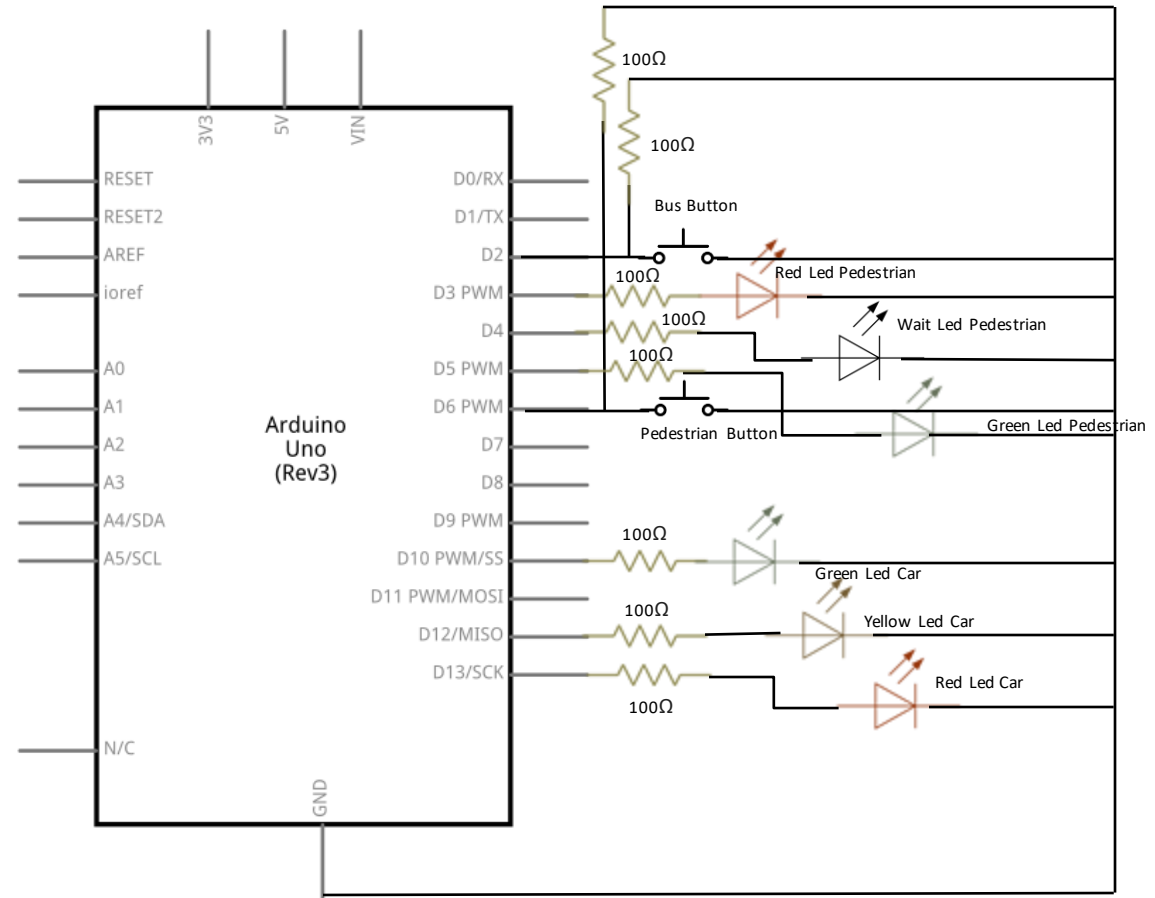 100Ω
100Ω
3V3
5V
VIN
RESET
D0/RX
Bus Button
RESET2
D1/TX
AREF
D2
Red Led Pedestrian
100Ω
ioref
D3 PWM
100Ω
Wait Led Pedestrian
D4
100Ω
A0
D5 PWM
A1
D6 PWM
Green Led Pedestrian
Arduino
Uno
(Rev3)
Pedestrian Button
A2
D7
A3
D8
A4/SDA
D9 PWM
100Ω
A5/SCL
D10 PWM/SS
Green Led Car
D11 PWM/MOSI
100Ω
Yellow Led Car
D12/MISO
D13/SCK
Red Led Car
100Ω
N/C
GND